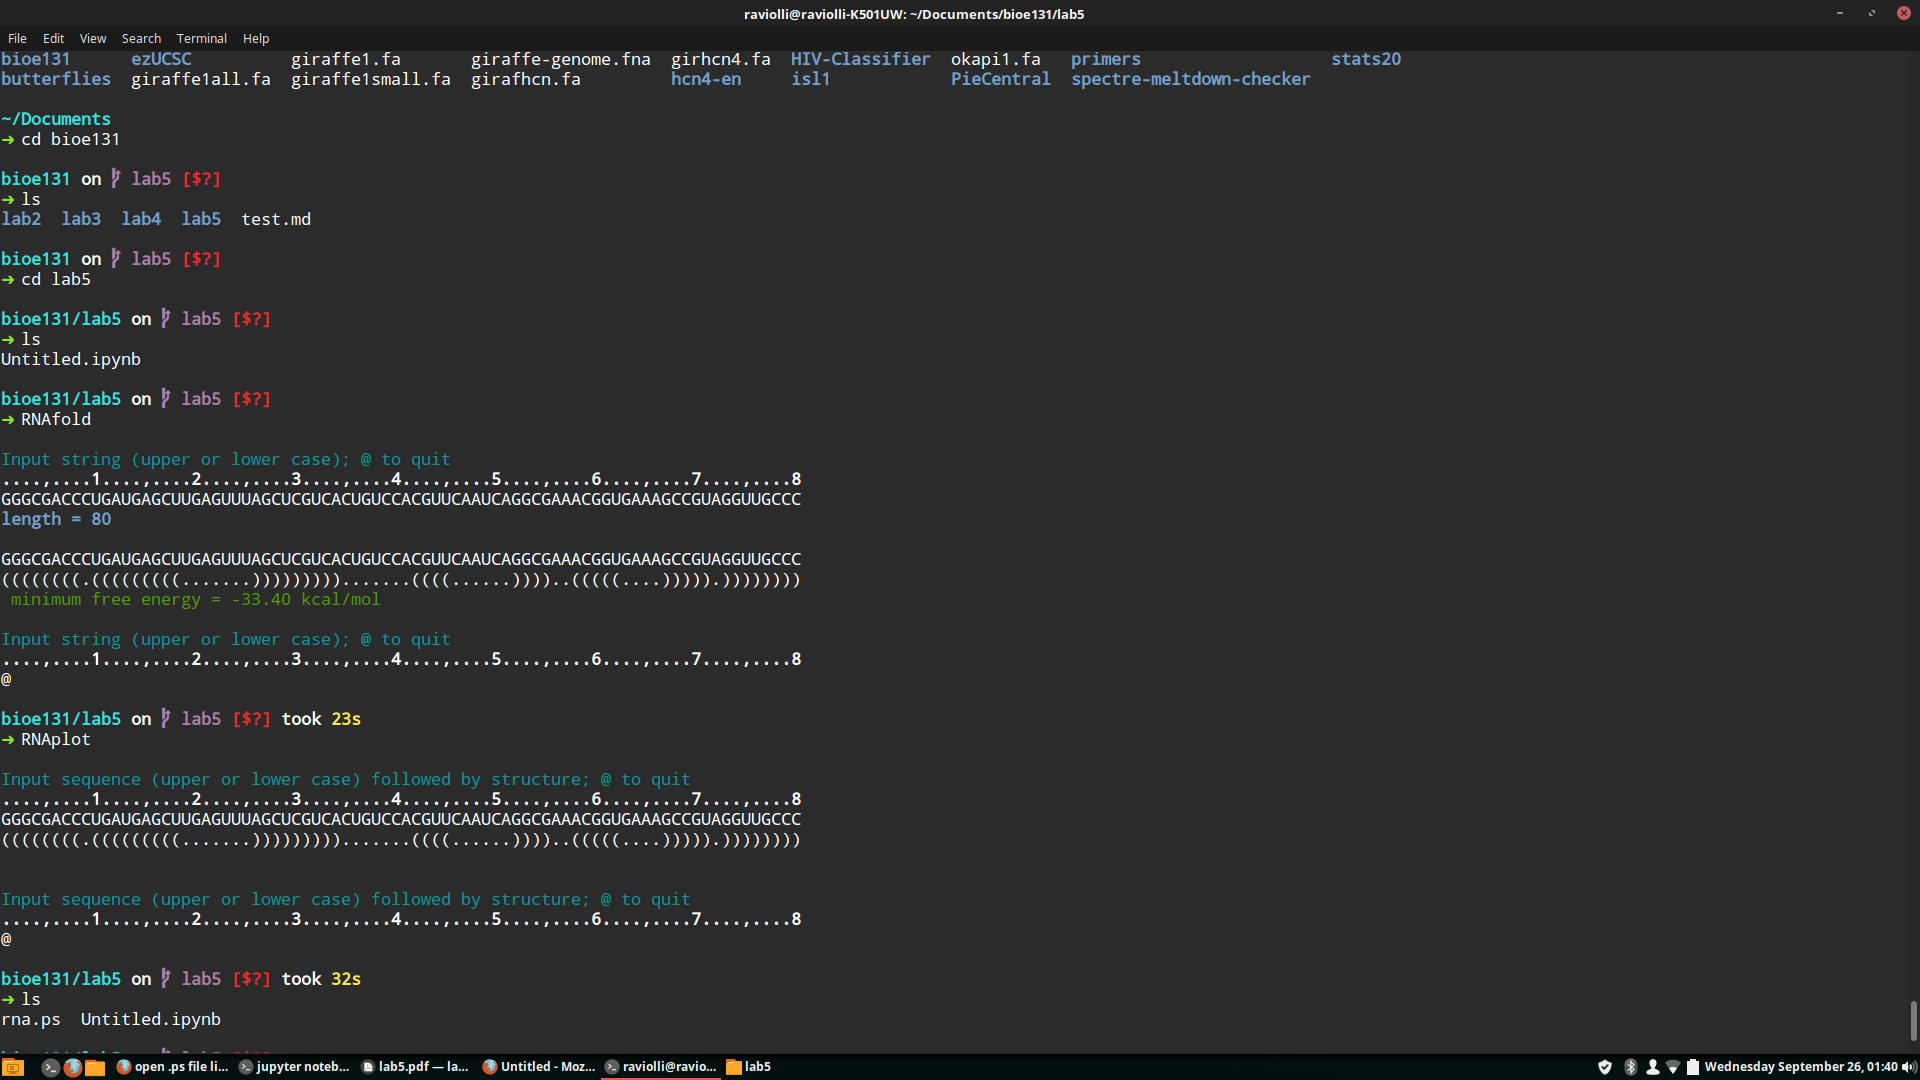 raviolli@raviolli-K501UW: ~/Documents/bioe131/lab5
File Edit View Search Terminal Help
bioe131 ezUCSC giraffe1.fa giraffe-genome.fna girhcn4.fa HIV-Classifier okapi1.fa primers stats20
butterflies giraffe1all.fa giraffe1small.fa girafhcn.fa hcn4-en isl1 PieCentral spectre-meltdown-checker
~/Documents
➜ cd bioe131
bioe131 on lab5 [$?]
➜ ls
lab2 lab3 lab4 lab5 test.md
bioe131 on lab5 [$?]
➜ cd lab5
bioe131/lab5 on lab5 [$?]
➜ ls
Untitled.ipynb
bioe131/lab5 on lab5 [$?]
➜ RNAfold
Input string (upper or lower case); @ to quit
....,....1....,....2....,....3....,....4....,....5....,....6....,....7....,....8
GGGCGACCCUGAUGAGCUUGAGUUUAGCUCGUCACUGUCCACGUUCAAUCAGGCGAAACGGUGAAAGCCGUAGGUUGCCC
length = 80
GGGCGACCCUGAUGAGCUUGAGUUUAGCUCGUCACUGUCCACGUUCAAUCAGGCGAAACGGUGAAAGCCGUAGGUUGCCC
((((((((.(((((((((.......))))))))).......((((......))))..(((((....))))).))))))))
minimum free energy = -33.40 kcal/mol
Input string (upper or lower case); @ to quit
....,....1....,....2....,....3....,....4....,....5....,....6....,....7....,....8
@
bioe131/lab5 on lab5 [$?] took 23s
➜ RNAplot
Input sequence (upper or lower case) followed by structure; @ to quit
....,....1....,....2....,....3....,....4....,....5....,....6....,....7....,....8
GGGCGACCCUGAUGAGCUUGAGUUUAGCUCGUCACUGUCCACGUUCAAUCAGGCGAAACGGUGAAAGCCGUAGGUUGCCC
((((((((.(((((((((.......))))))))).......((((......))))..(((((....))))).))))))))
Input sequence (upper or lower case) followed by structure; @ to quit
....,....1....,....2....,....3....,....4....,....5....,....6....,....7....,....8
@
bioe131/lab5 on lab5 [$?] took 32s
➜ ls
rna.ps Untitled.ipynb
open .ps file li... jupyter noteb... lab5.pdf — la... Untitled - Moz... raviolli@ravio... lab5 Wednesday September 26, 01:40